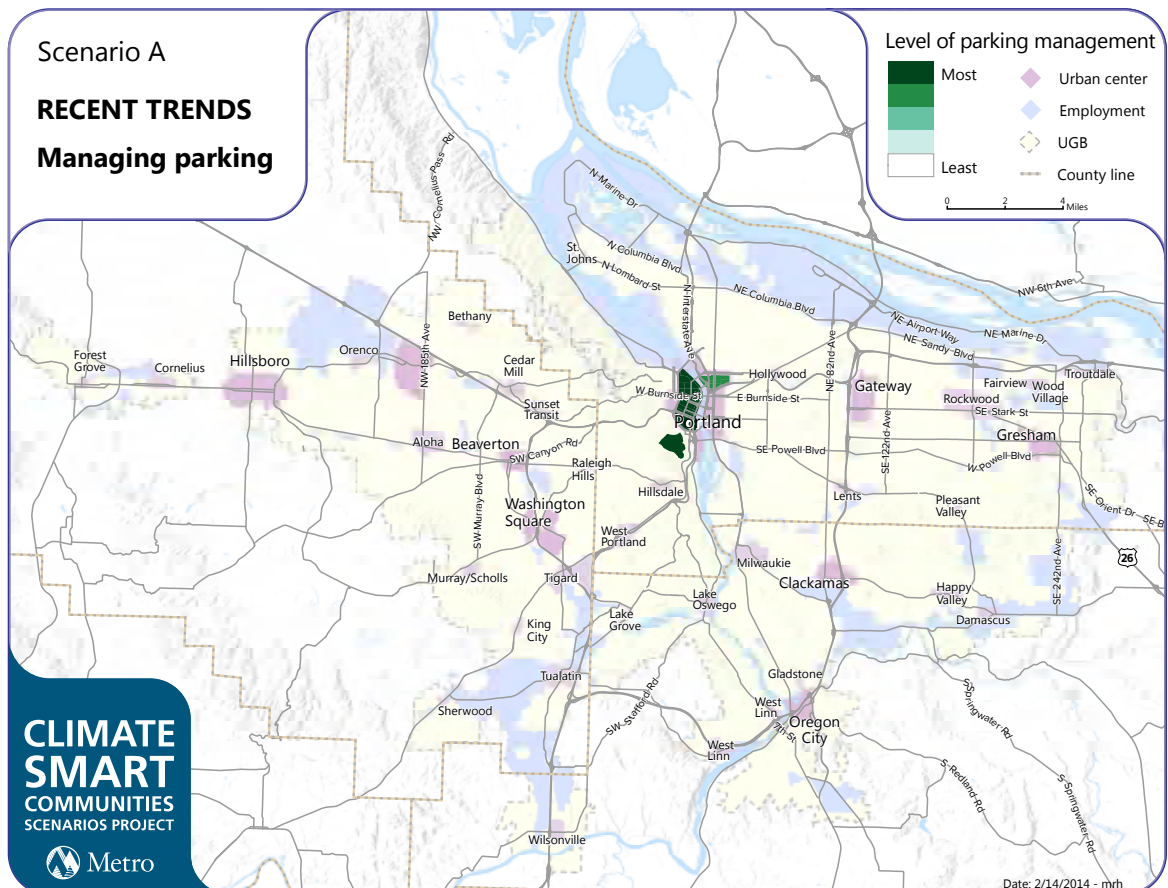 Scenario A
RECENT TRENDS
Managing parking
Level of parking management
Most
Least
Urban center
Employment
UGB
County line
0 2 4 Miles
NW Cornelius Pass Rd
N Marine Dr
St.
Johns
N Columbia Blvd
N Lombard St
N Interstate Ave
NE Columbia Blvd
NW 6th Ave
NE Airport Way
NE Marine Dr
NE Sandy Blvd
NE 82nd Ave
Bethany
NW 185th Ave
Orenco
Forest
Grove
Cornelius
Hillsboro
Cedar
Mill
Sunset
Transit
W Burnside St
Hollywood
E Burnside St
Portland
Gateway
Fairview
Wood
Village
Troutdale
Rockwood
SE Stark St
Gresham
W Powell Blvd
SE Powell Blvd
SE 122nd Ave
Aloha
Beaverton
SW Canyon Rd
Raleigh
Hills
Hillsdale
SW Murray Blvd
Washington
Square
West
Portland
Lents
Pleasant
Valley
SE Orient Dr
SE B
26
SE 242nd Ave
Murray/Scholls
Tigard
Milwaukie
Clackamas
Happy
Valley
Damascus
Lake
Oswego
Lake
Grove
King
City
Tualatin
Sherwood
SW Stafford Rd
Gladstone
West
Linn
Oregon
City
7th St
West
Linn
S Springwater Rd
S Redland Rd
S Springwater Rd
Wilsonville
CLIMATE
SMART
COMMUNITIES
SCENARIOS PROJECT
Metro
Date: 2/14/2014 - mrh